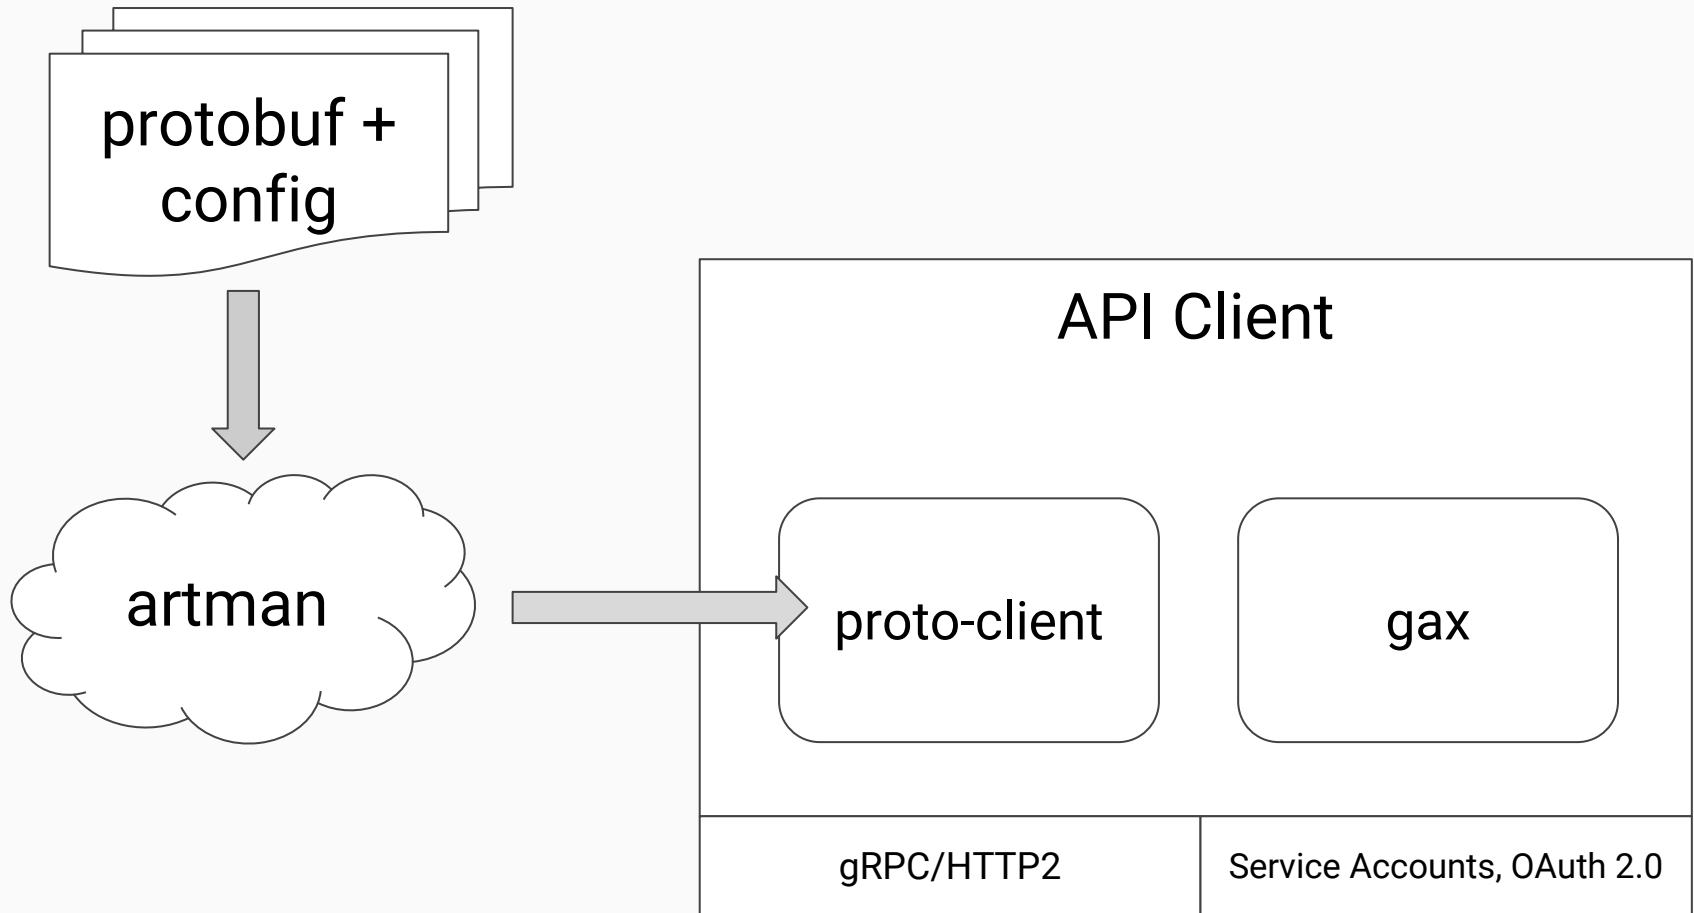 protobuf +
config
API Client
artman
proto-client
gax
gRPC/HTTP2
Service Accounts, OAuth 2.0